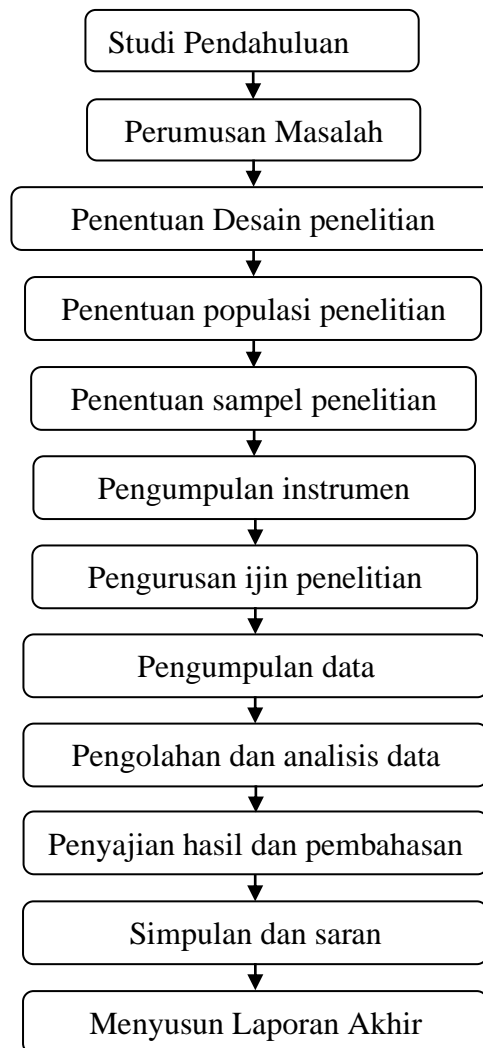 Studi Pendahuluan
Perumusan Masalah
Penentuan Desain penelitian
Penentuan populasi penelitian
Penentuan sampel penelitian
Pengumpulan instrumen
Pengurusan ijin penelitian
Pengumpulan data
Pengolahan dan analisis data
Penyajian hasil dan pembahasan
Simpulan dan saran
Menyusun Laporan Akhir